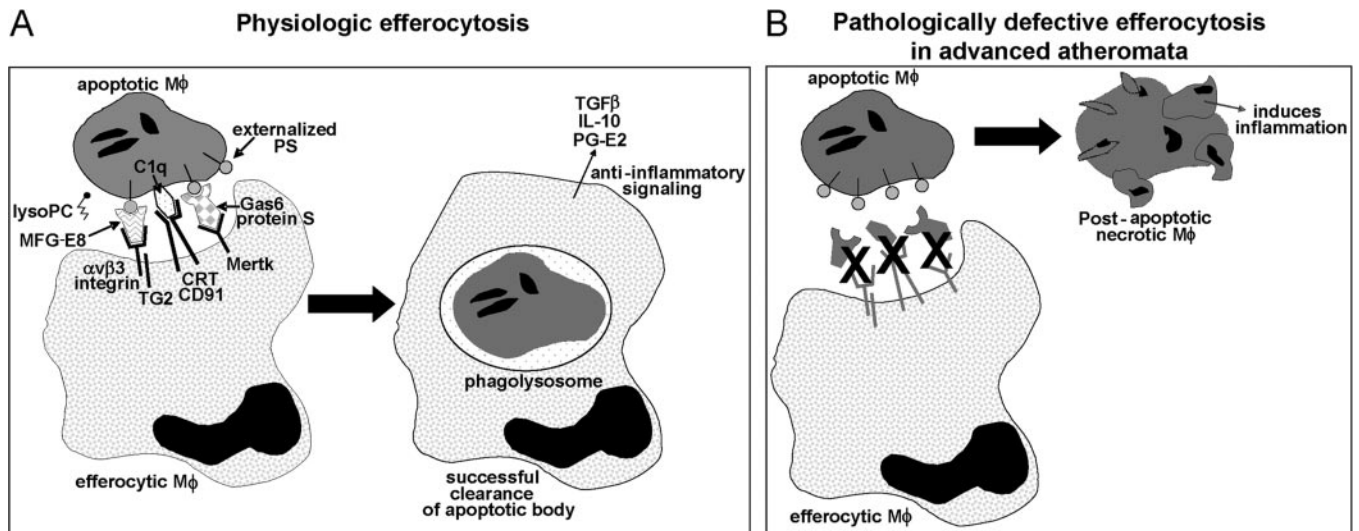 A
Physiologic efferocytosis
apoptotic Mϕ
externalized
PS
C1q
lysoPC
MFG-E8
Gas6
protein S
αvβ3
integrin
TG2
CRT
CD91
Mertk
efferocytic Mϕ
TGFβ
IL-10
PG-E2
anti-inflammatory
signaling
phagolysosome
successful
clearance
of apoptotic body
B
Pathologically defective efferocytosis
in advanced atheromata
apoptotic Mϕ
induces
inflammation
Post-apoptotic
necrotic Mϕ
X X X
efferocytic Mϕ